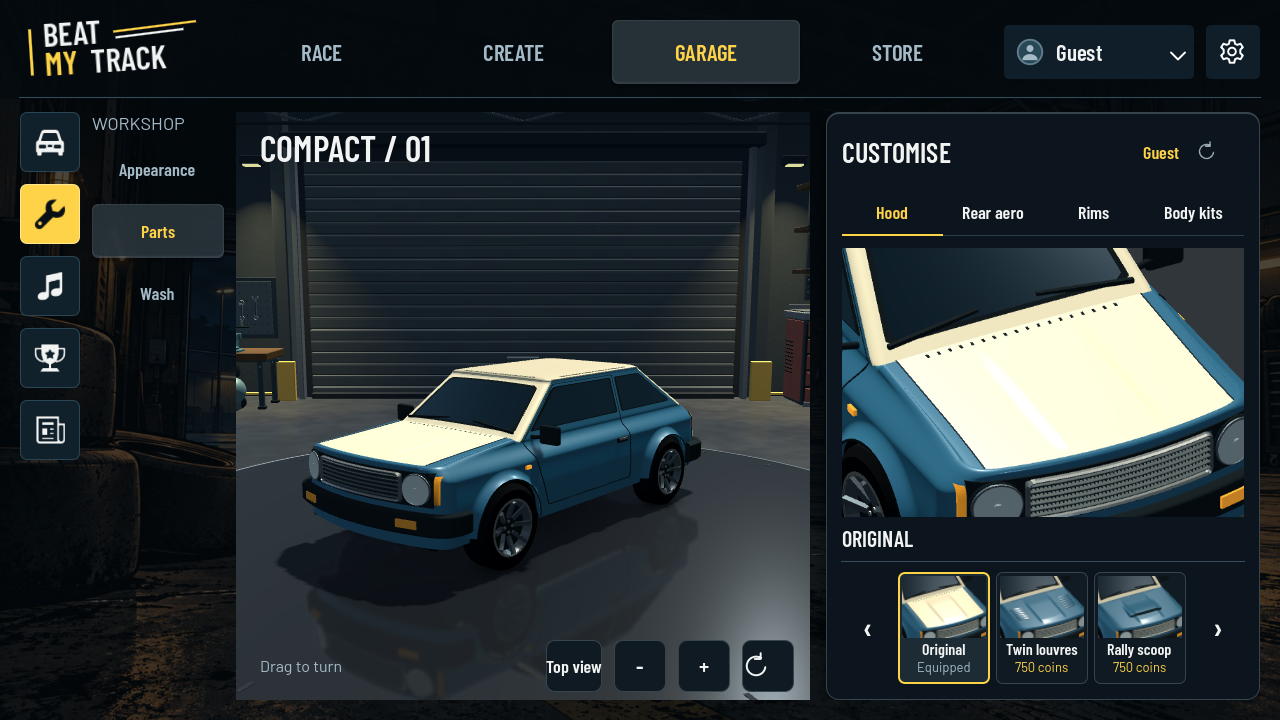 BEAT
MY TRACK
RACE
CREATE
GARAGE
STORE
Guest
WORKSHOP
Appearance
Parts
Wash
COMPACT / 01
Drag to turn
Top view
-
+
CUSTOMISE
Guest
Hood
Rear aero
Rims
Body kits
ORIGINAL
‹
Original
Equipped
Twin louvres
750 coins
Rally scoop
750 coins
›